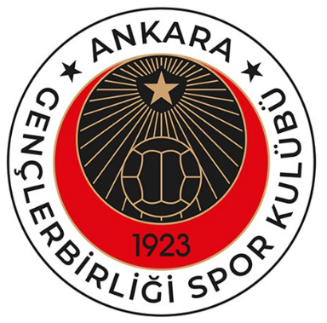 ANKARA
GENÇLERBİRLİĞİ SPOR KULÜBÜ
1923